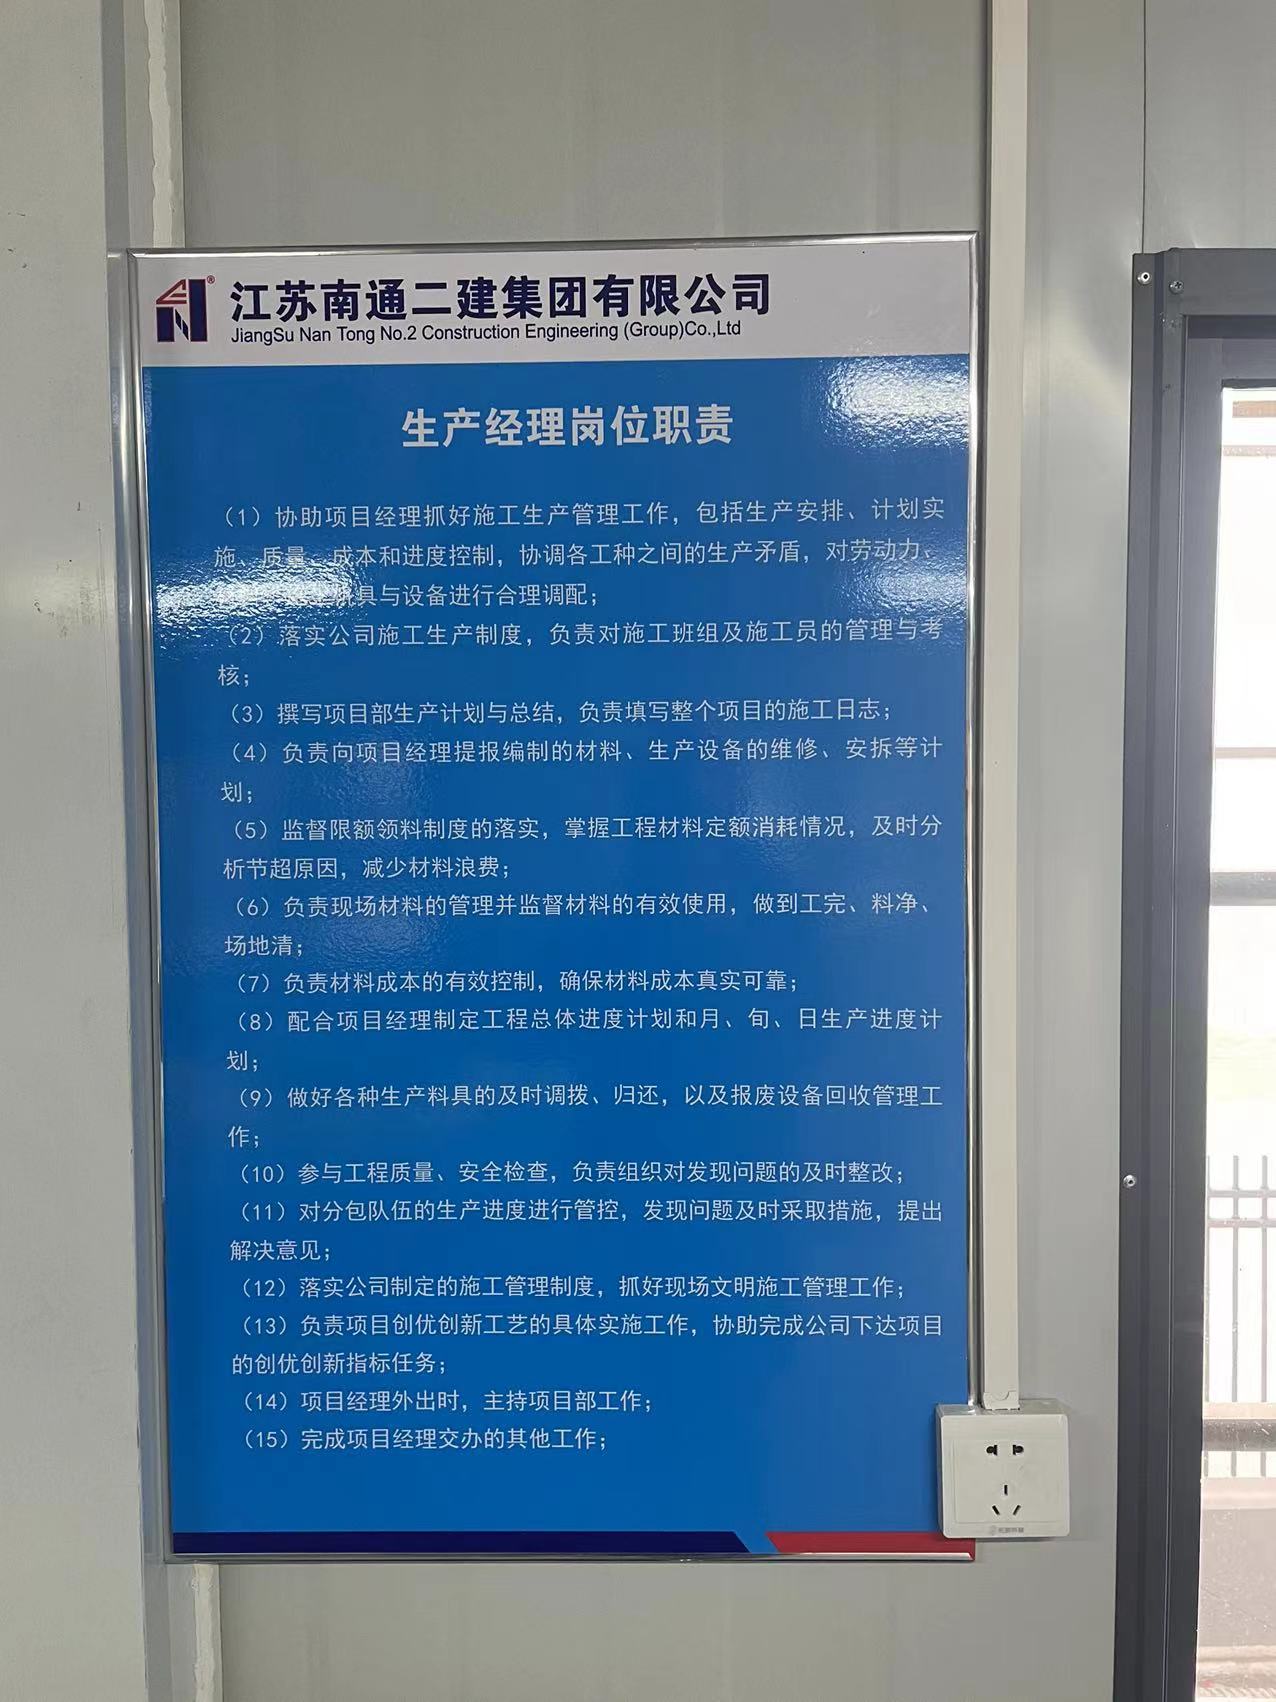 江苏南通二建集团有限公司
JiangSu Nan Tong No.2 Construction Engineering (Group)Co.,Ltd
生产经理岗位职责
（1）协助项目经理抓好施工生产管理工作，包括生产安排、计划实
施、质量、成本和进度控制，协调各工种之间的生产矛盾，对劳动力、
机具与设备进行合理调配；
（2）落实公司施工生产制度，负责对施工班组及施工员的管理与考
核；
（3）撰写项目部生产计划与总结，负责填写整个项目的施工日志；
（4）负责向项目经理提报编制的材料、生产设备的维修、安拆等计
划；
（5）监督限额领料制度的落实，掌握工程材料定额消耗情况，及时分
析节超原因，减少材料浪费；
（6）负责现场材料的管理并监督材料的有效使用，做到工完、料净、
场地清；
（7）负责材料成本的有效控制，确保材料成本真实可靠；
（8）配合项目经理制定工程总体进度计划和月、旬、日生产进度计
划；
（9）做好各种生产料具的及时调拨、归还，以及报废设备回收管理工
作；
（10）参与工程质量、安全检查，负责组织对发现问题的及时整改；
（11）对分包队伍的生产进度进行管控，发现问题及时采取措施，提出
解决意见；
（12）落实公司制定的施工管理制度，抓好现场文明施工管理工作；
（13）负责项目创优创新工艺的具体实施工作，协助完成公司下达项目
的创优创新指标任务；
（14）项目经理外出时，主持项目部工作；
（15）完成项目经理交办的其他工作；